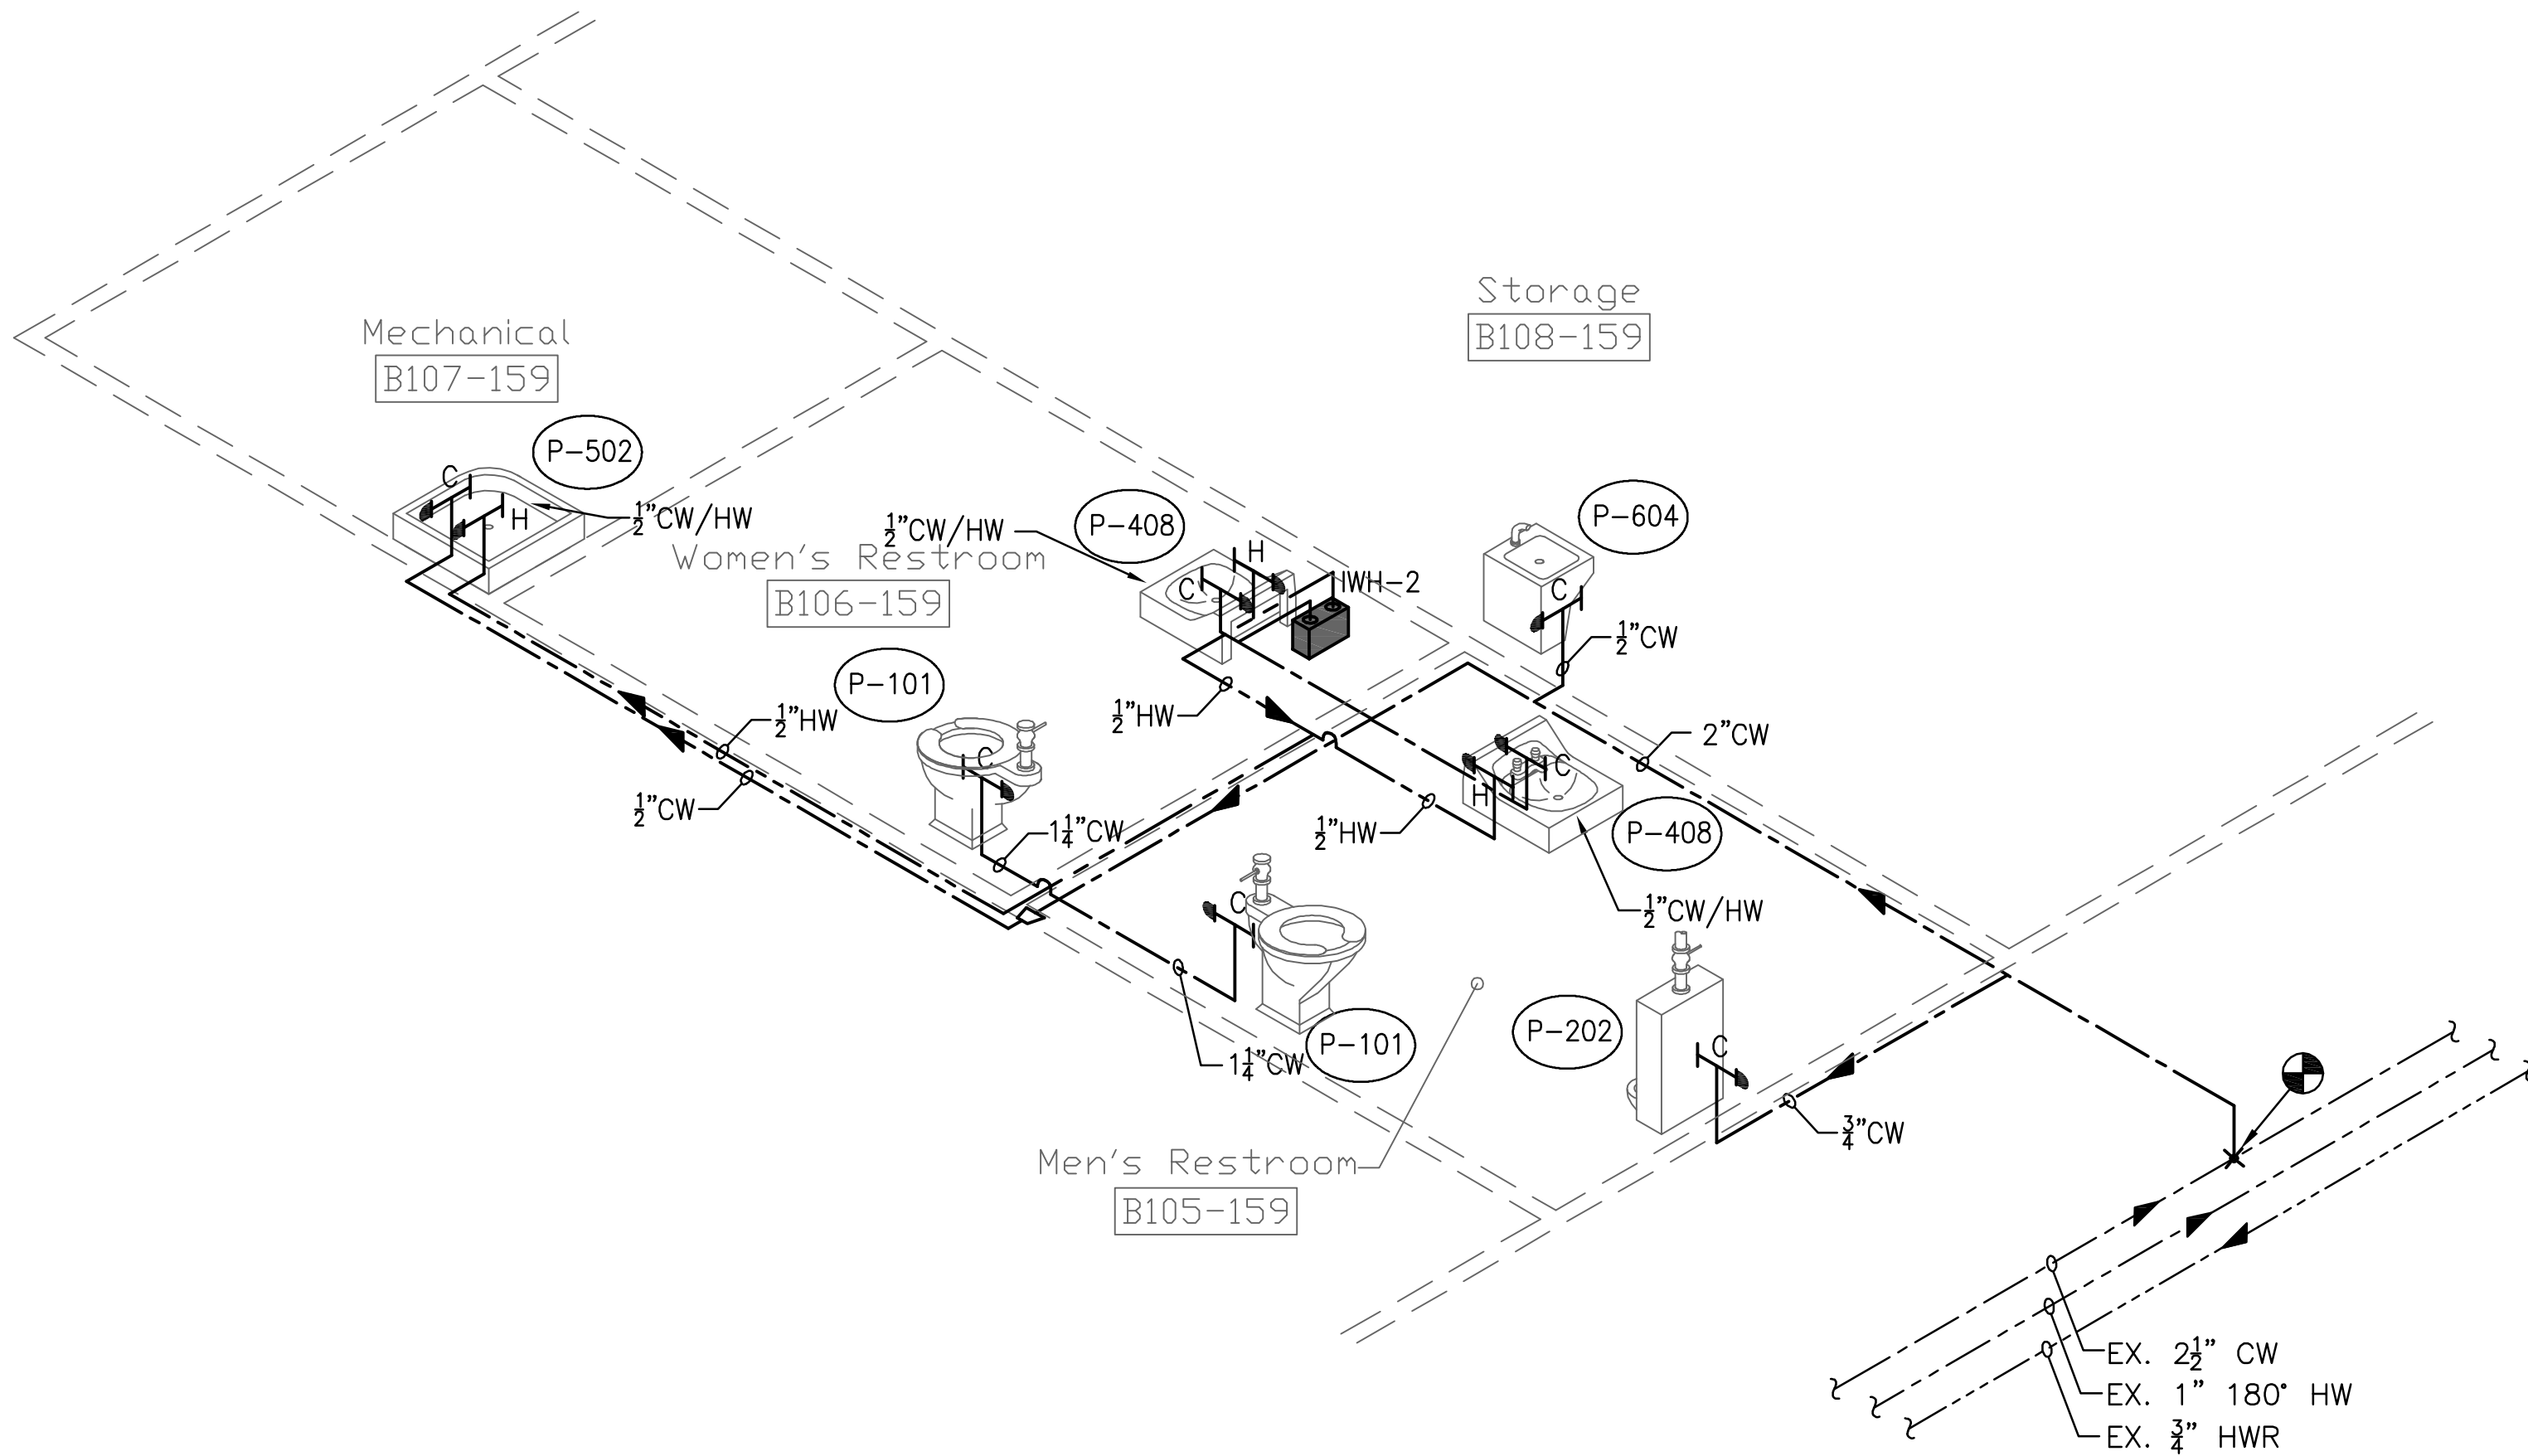 Storage
B108-159
Mechanical
B107-159
P-502
C
H
½"CW/HW
½"CW/HW
P-408
H
C
IWH-2
P-604
C
½"CW
Women's Restroom
B106-159
P-101
C
½"HW
½"CW
1¼"CW
½"HW
½"HW
2"CW
C
H
P-408
½"CW/HW
C
1¼"CW
P-101
P-202
C
¾"CW
Men's Restroom
B105-159
EX. 2½" CW
EX. 1" 180° HW
EX. ¾" HWR